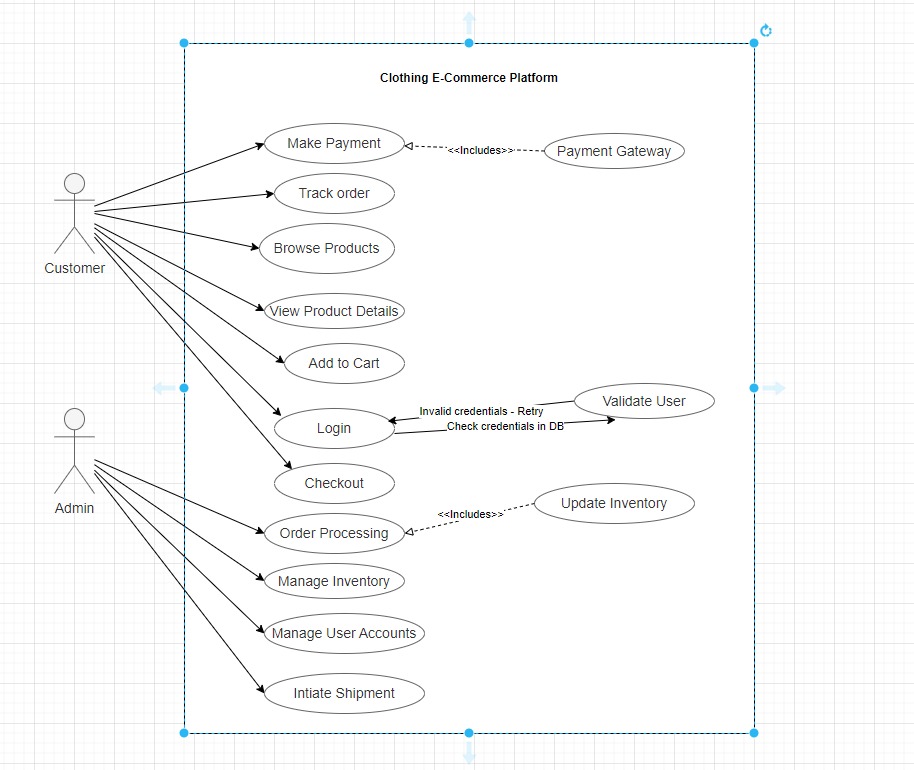 Clothing E-Commerce Platform
Make Payment
<<Includes>>
Payment Gateway
Track order
Browse Products
Customer
View Product Details
Add to Cart
Validate User
Invalid credentials - Retry
Check credentials in DB
Login
Checkout
Admin
Update Inventory
<<Includes>>
Order Processing
Manage Inventory
Manage User Accounts
Intiate Shipment